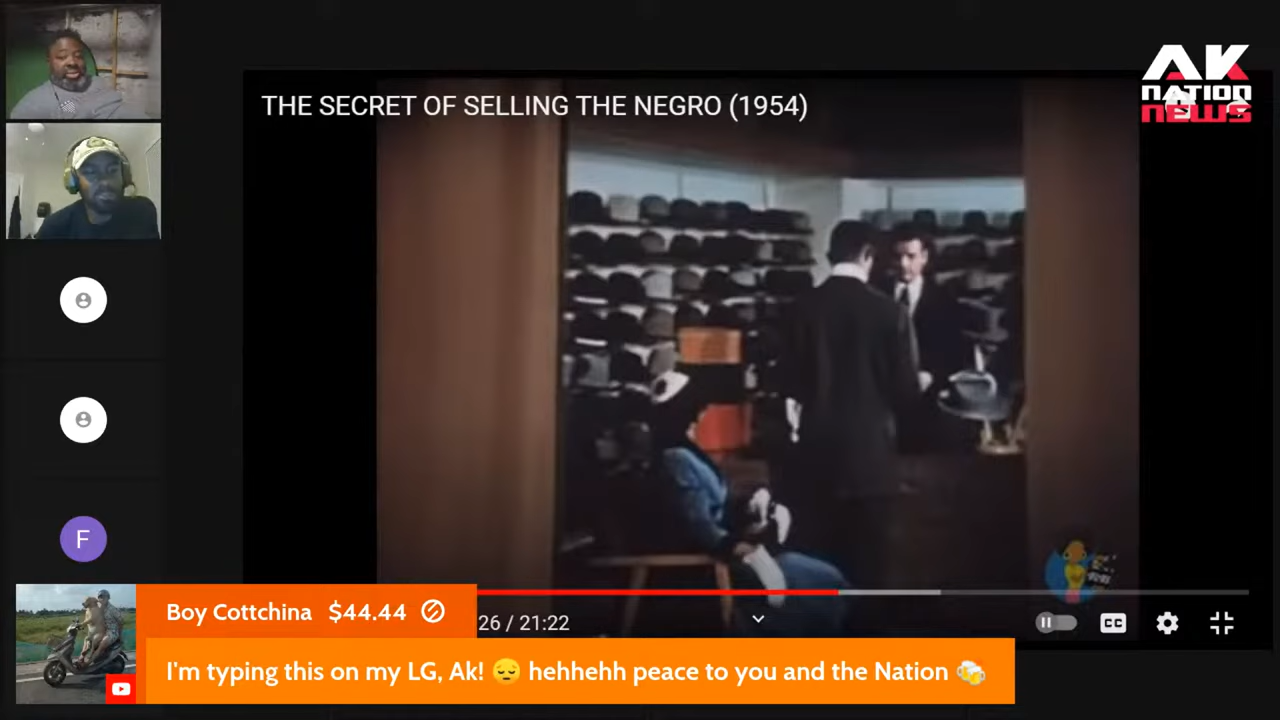 AK
NATION
NEWS
THE SECRET OF SELLING THE NEGRO (1954)
F
Boy Cottchina $44.44
26 / 21:22
CC
I'm typing this on my LG, Ak! 😔 hehhehh peace to you and the Nation 🍻